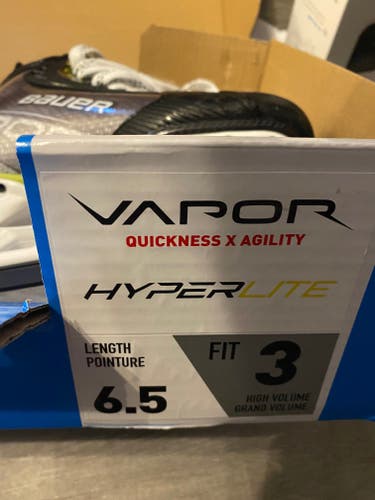 BAUER
VAPOR
QUICKNESS X AGILITY
HYPERLITE
LENGTH
POINTURE
6.5
FIT 3
HIGH VOLUME
GRAND VOLUME